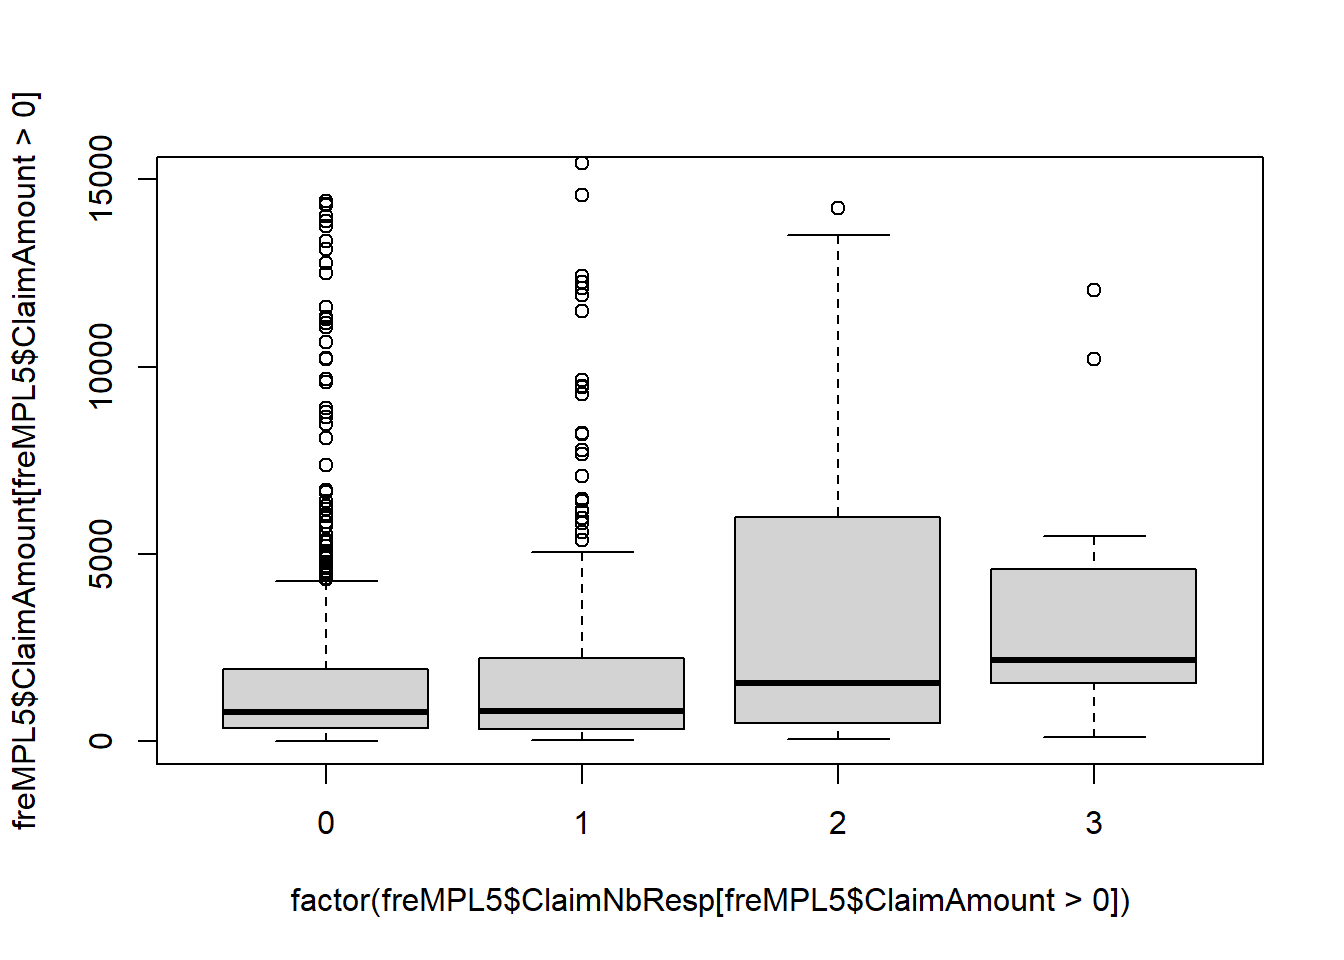 freMPL5$ClaimAmount[freMPL5$ClaimAmount > 0]
15000
10000
5000
0
0 1 2 3
factor(freMPL5$ClaimNbResp[freMPL5$ClaimAmount > 0])